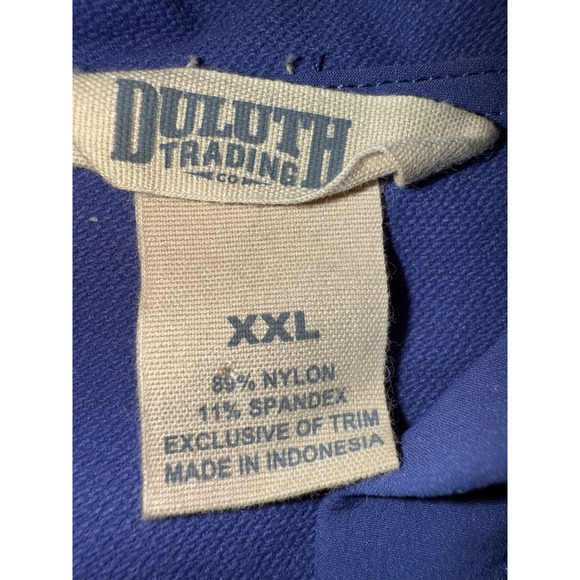 DULUTH
TRADING
CO
XXL
89% NYLON
11% SPANDEX
EXCLUSIVE OF TRIM
MADE IN INDONESIA